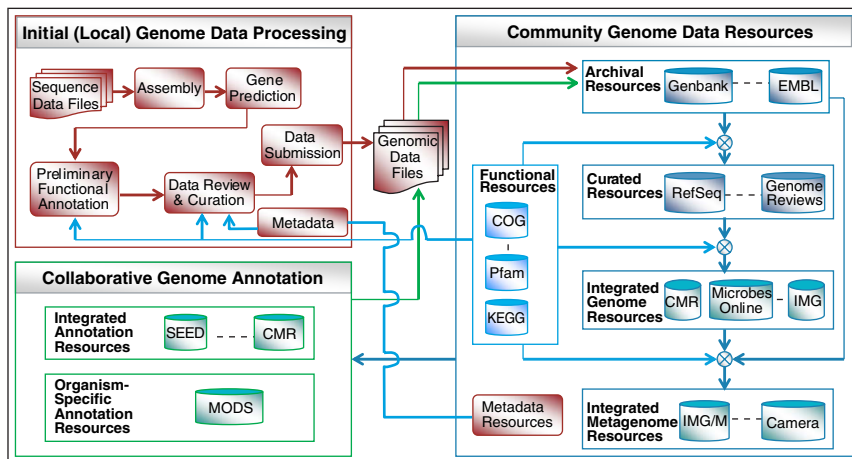 Initial (Local) Genome Data Processing
Sequence
Data Files
Assembly
Gene
Prediction
Preliminary
Functional
Annotation
Data Review
& Curation
Data
Submission
Metadata
Genomic
Data
Files
Collaborative Genome Annotation
Integrated
Annotation
Resources
SEED
CMR
Organism-
Specific
Annotation
Resources
MODS
Community Genome Data Resources
Archival
Resources
Genbank
EMBL
Functional
Resources
COG
Pfam
KEGG
Curated
Resources
RefSeq
Genome
Reviews
Integrated
Genome
Resources
CMR
Microbes
Online
IMG
Metadata
Resources
Integrated
Metagenome
Resources
IMG/M
Camera